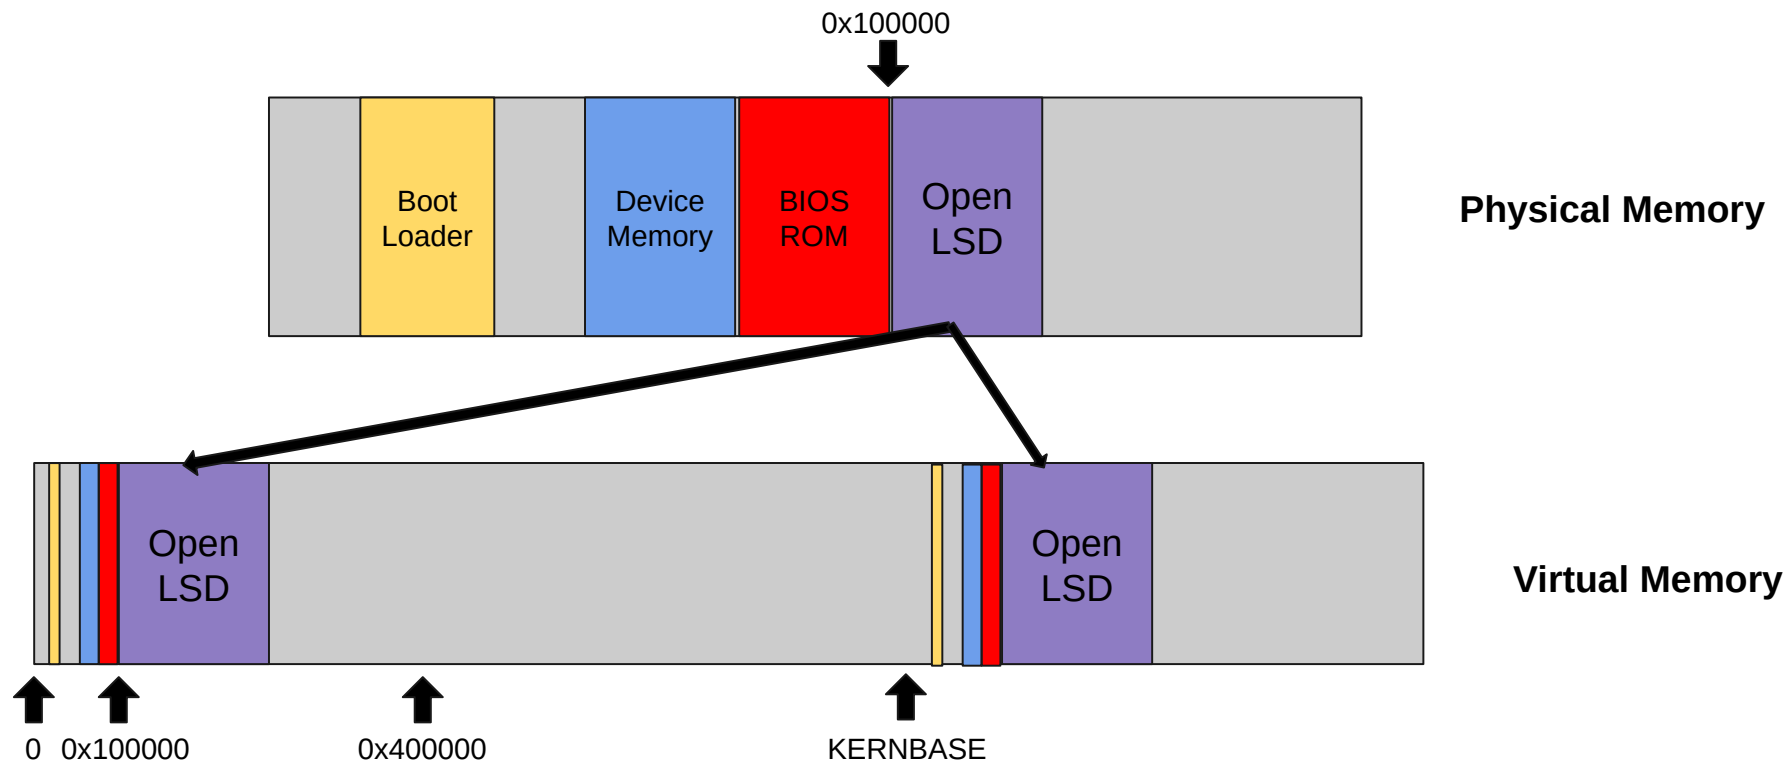 0x100000
Boot
Loader
Device
Memory
BIOS
ROM
Open
LSD
Physical Memory
Open
LSD
Open
LSD
Virtual Memory
0
0x100000
0x400000
KERNBASE